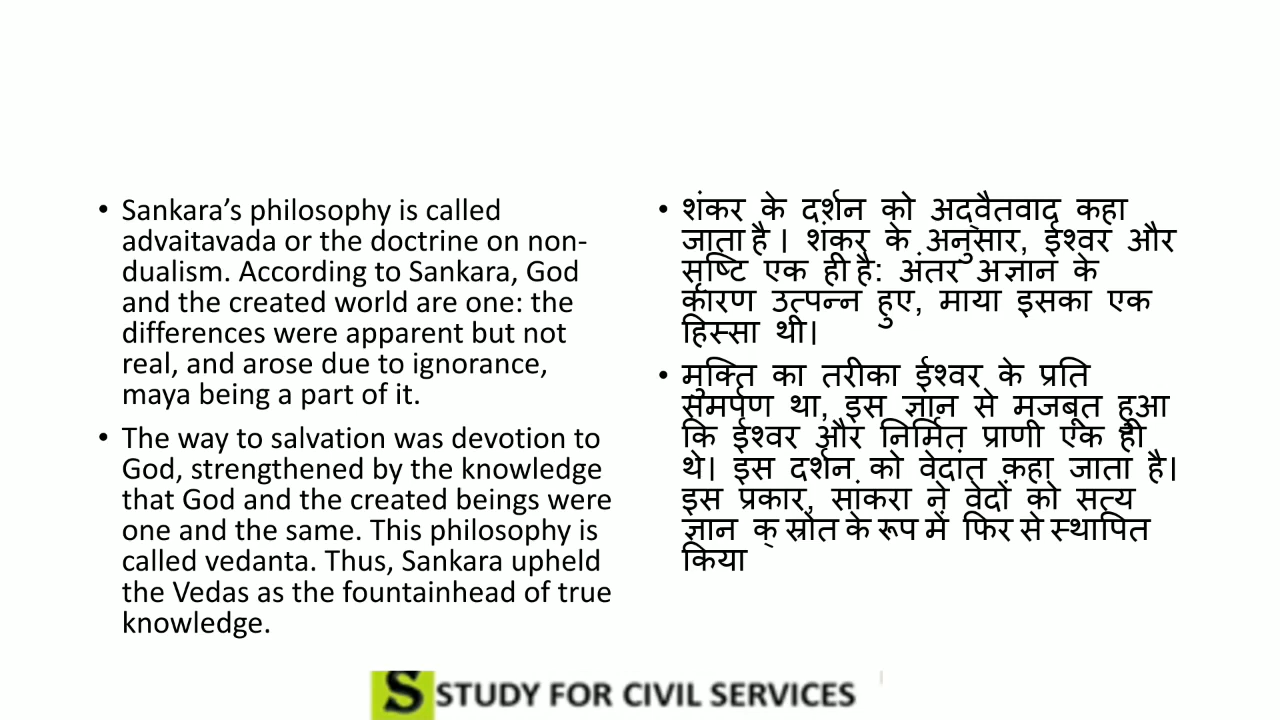 • Sankara’s philosophy is called
advaitavada or the doctrine on non-
dualism. According to Sankara, God
and the created world are one: the
differences were apparent but not
real, and arose due to ignorance,
maya being a part of it.
• The way to salvation was devotion to
God, strengthened by the knowledge
that God and the created beings were
one and the same. This philosophy is
called vedanta. Thus, Sankara upheld
the Vedas as the fountainhead of true
knowledge.
• शंकर के दर्शन को अद्वैतवाद कहा
जाता है । शंकर के अनुसार, ईश्वर और
सृष्टि एक ही है: अंतर अज्ञान के
कारण उत्पन्न हुए, माया इसका एक
हिस्सा थी।
• मुक्ति का तरीका ईश्वर के प्रति
समर्पण था, इस ज्ञान से मजबूत हुआ
कि ईश्वर और निर्मित प्राणी एक ही
थे। इस दर्शन को वेदांत कहा जाता है।
इस प्रकार, सांकरा ने वेदों को सत्य
ज्ञान क् स्रोत के रूप में फिर से स्थापित
किया
S STUDY FOR CIVIL SERVICES